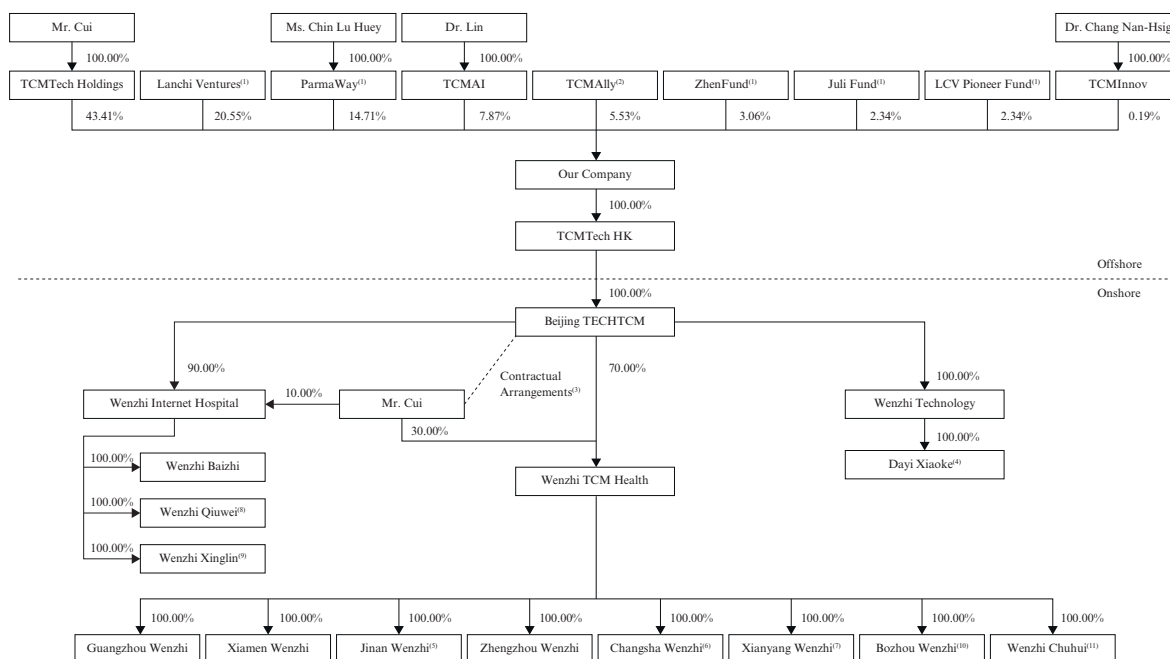 Mr. Cui
Ms. Chin Lu Huey
Dr. Lin
Dr. Chang Nan-Hsig
100.00%
100.00%
100.00%
100.00%
TCMTech Holdings
Lanchi Ventures(1)
ParmaWay(1)
TCMAI
TCMAlly(2)
ZhenFund(1)
Juli Fund(1)
LCV Pioneer Fund(1)
TCMInnov
43.41%
20.55%
14.71%
7.87%
5.53%
3.06%
2.34%
2.34%
0.19%
Our Company
100.00%
TCMTech HK
Offshore
Onshore
100.00%
Beijing TECHTCM
90.00%
Contractual
Arrangements(3)
70.00%
100.00%
Wenzhi Internet Hospital
10.00%
Mr. Cui
Wenzhi Technology
30.00%
100.00%
100.00%
Wenzhi Baizhi
Wenzhi TCM Health
Dayi Xiaoke(4)
100.00%
Wenzhi Qiuwei(8)
100.00%
Wenzhi Xinglin(9)
100.00%
100.00%
100.00%
100.00%
100.00%
100.00%
100.00%
100.00%
Guangzhou Wenzhi
Xiamen Wenzhi
Jinan Wenzhi(5)
Zhengzhou Wenzhi
Changsha Wenzhi(6)
Xianyang Wenzhi(7)
Bozhou Wenzhi(10)
Wenzhi Chuhui(11)